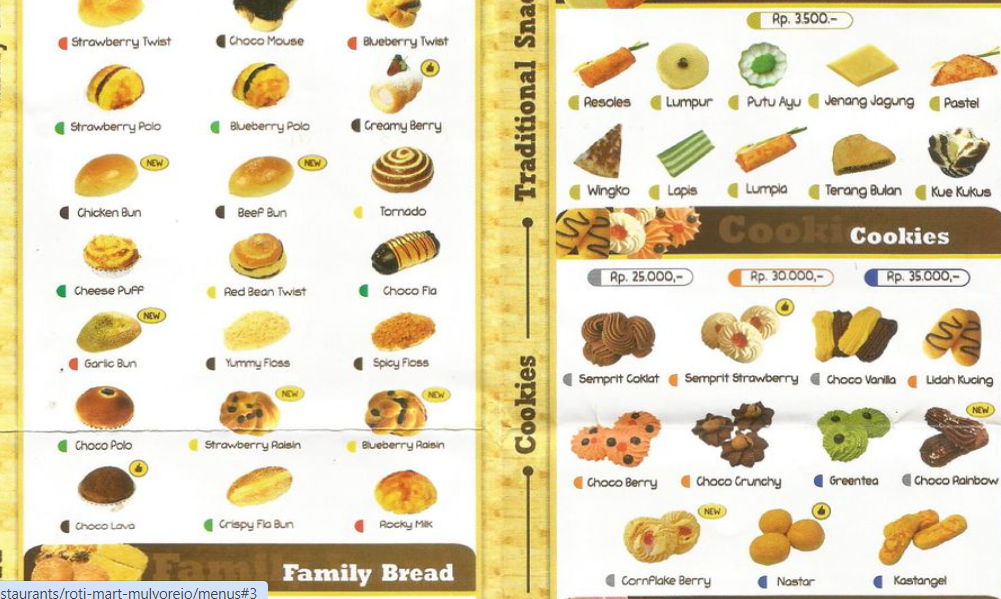 Strawberry Twist
Choco Mouse
Blueberry Twist
Strawberry Polo
Blueberry Polo
Creamy Berry
NEW
NEW
Chicken Bun
Beef Bun
Tornado
Cheese Puff
Red Bean Twist
Choco Fla
NEW
Garlic Bun
Yummy Floss
Spicy Floss
NEW
NEW
Choco Polo
Strawberry Raisin
Blueberry Raisin
Choco Lava
Crispy Fla Bun
Rocky Milk
Family Bread
staurants/roti-mart-mulyorejo/menus#3
Traditional Snac
Cookies
Rp. 3.500.-
Resoles
Lumpur
Putu Ayu
Jenang Jagung
Pastel
Wingko
Lapis
Lumpia
Terang Bulan
Kue Kukus
Cookies
Rp. 25.000,-
Rp. 30.000,-
Rp. 35.000,-
Semprit Coklat
Semprit Strawberry
Choco Vanilla
Lidah Kucing
NEW
Choco Berry
Choco Crunchy
Greentea
Choco Rainbow
NEW
Cornflake Berry
Nastar
Kastangel